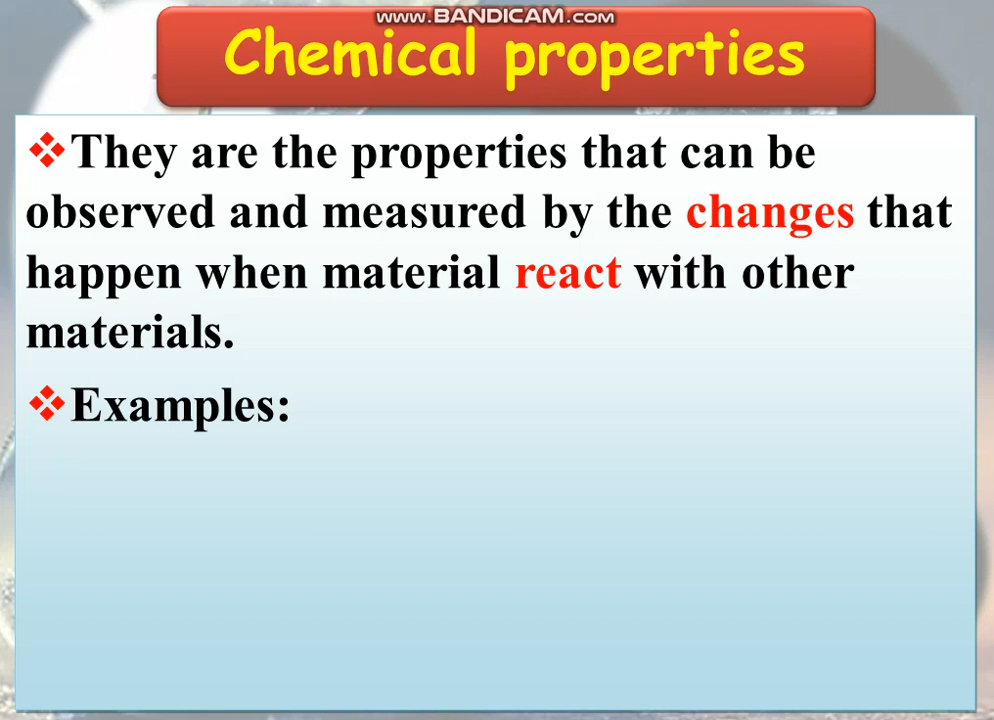 www.BANDICAM.com
Chemical properties
❖They are the properties that can be
observed and measured by the changes that
happen when material react with other
materials.
❖Examples: